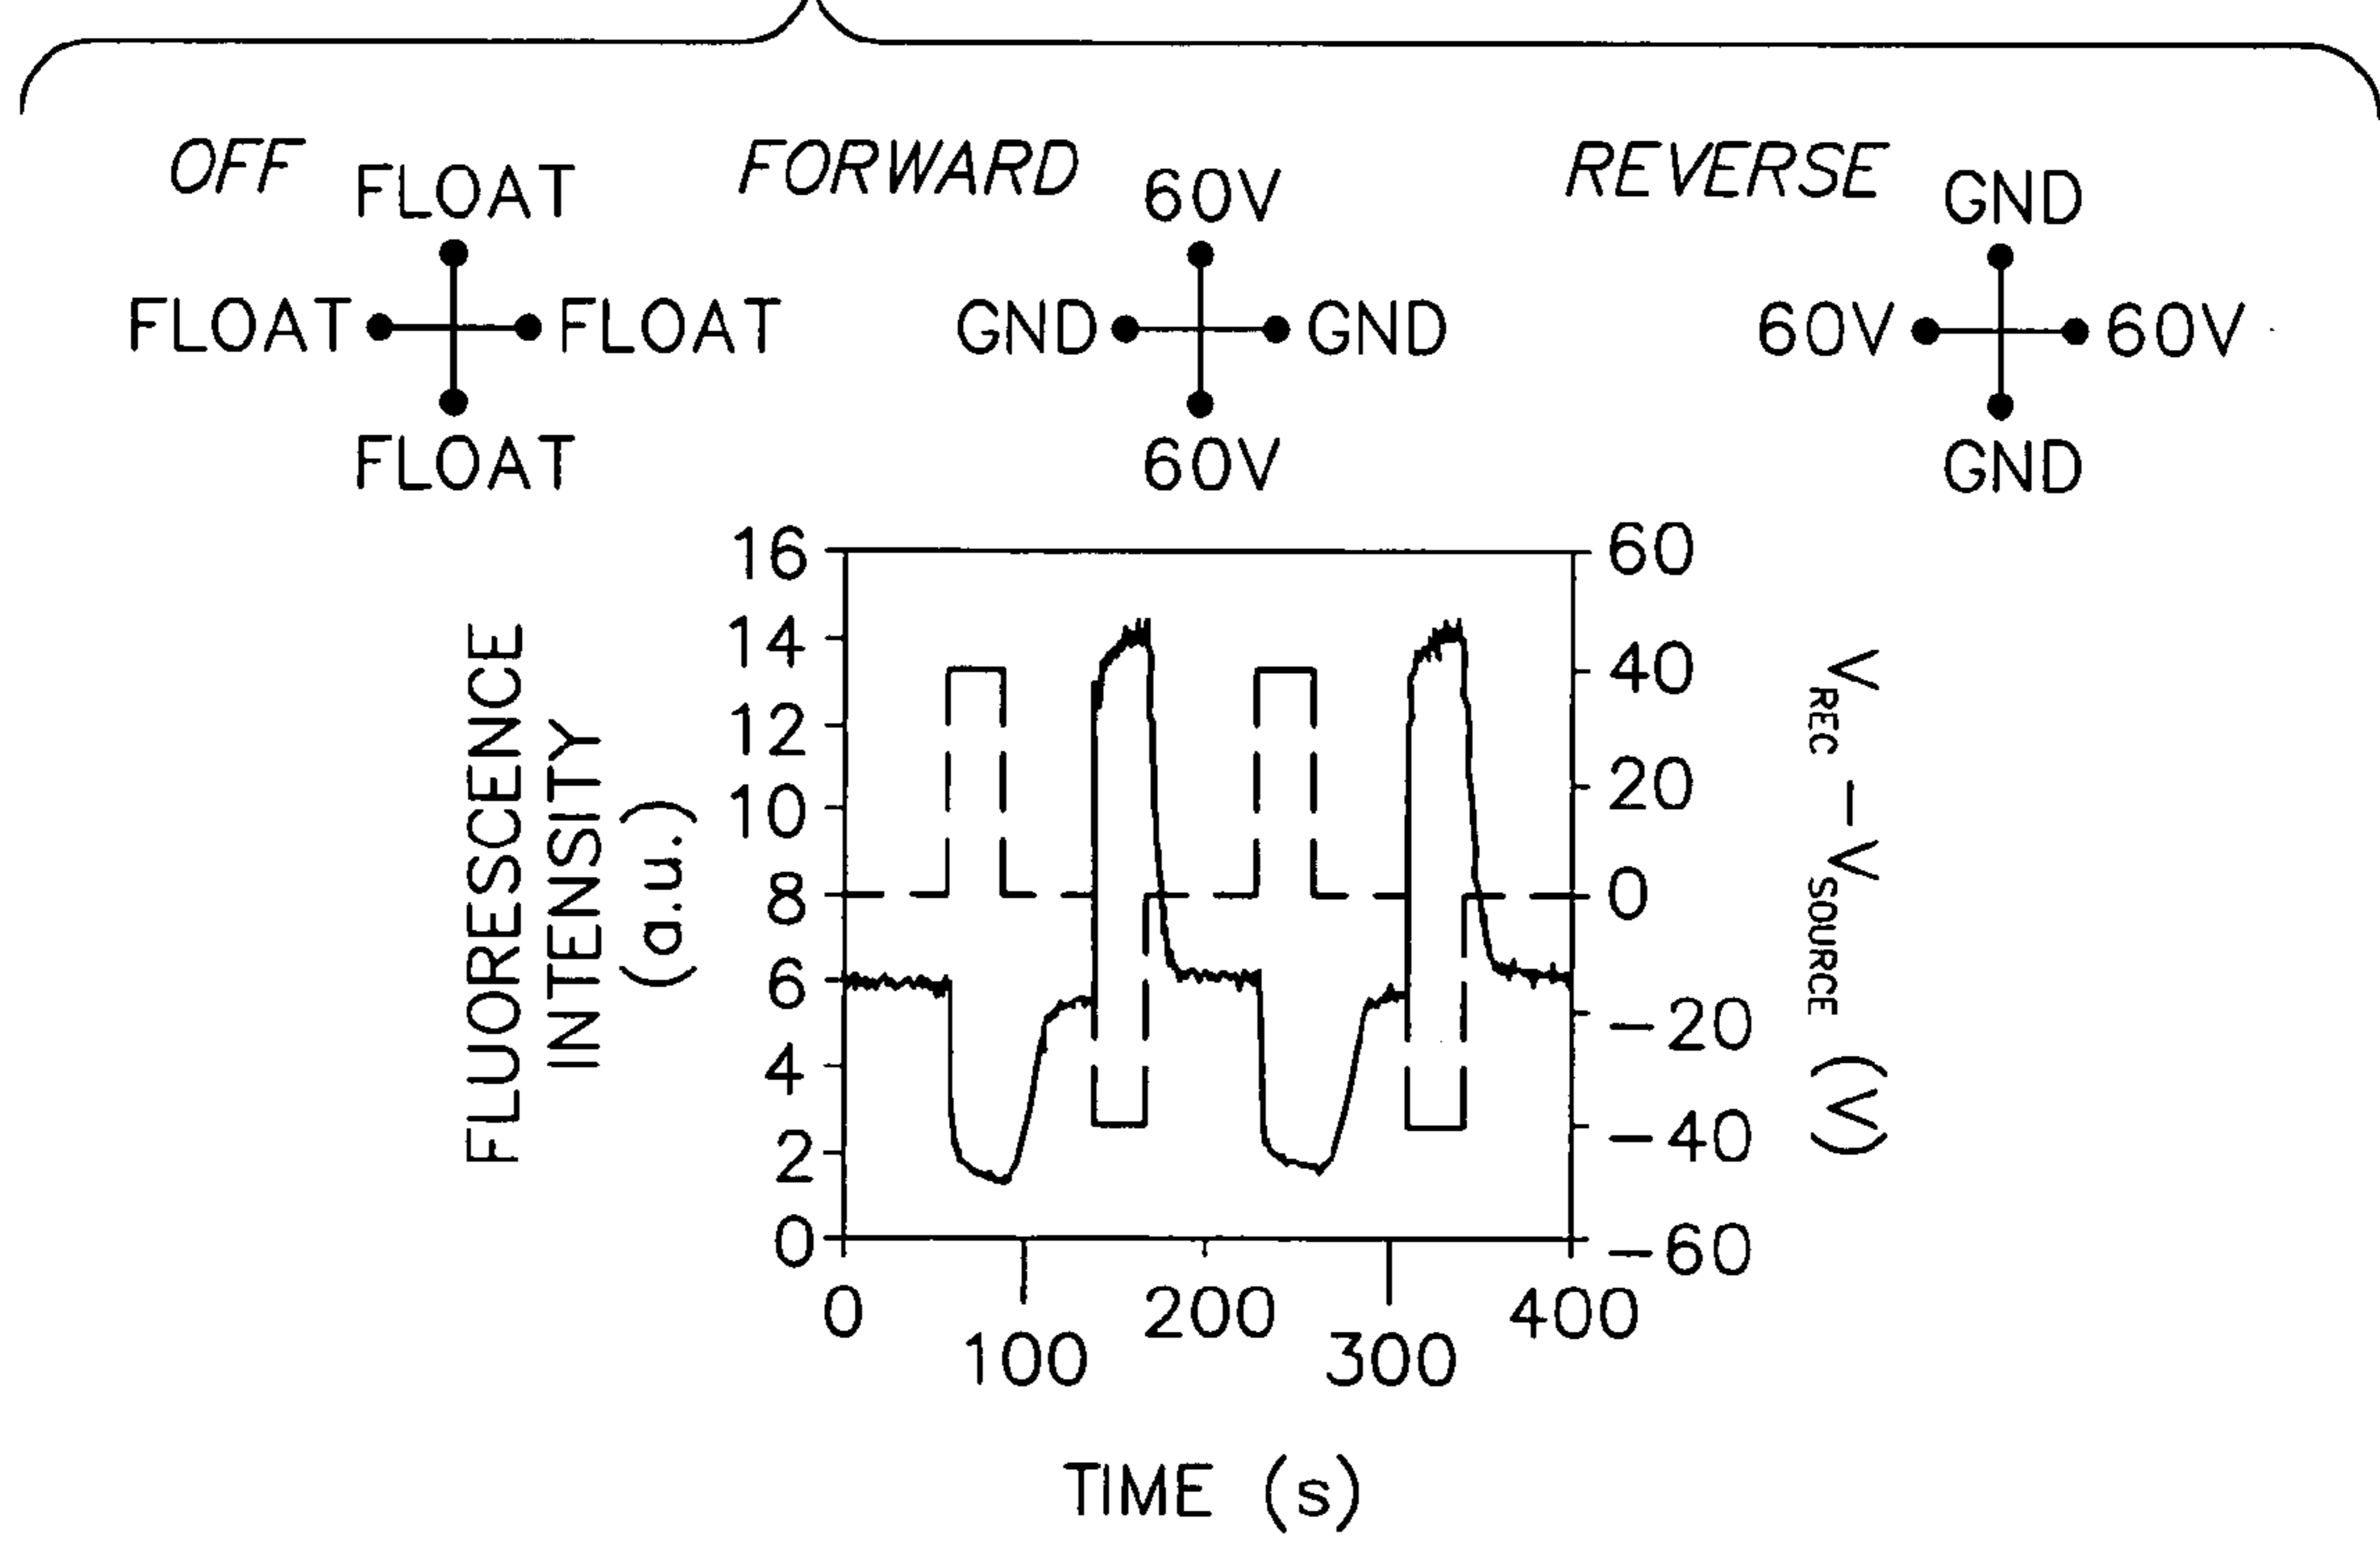 OFF
FLOAT
FLOAT
FLOAT
FLOAT
FORWARD
60V
GND
GND
60V
REVERSE
GND
60V
60V
GND
FLUORESCENCE
INTENSITY
(a.u.)
16
14
12
10
8
6
4
2
0
60
40
20
0
-20
-40
-60
VREC -VSOURCE (V)
0
100
200
300
400
TIME (s)